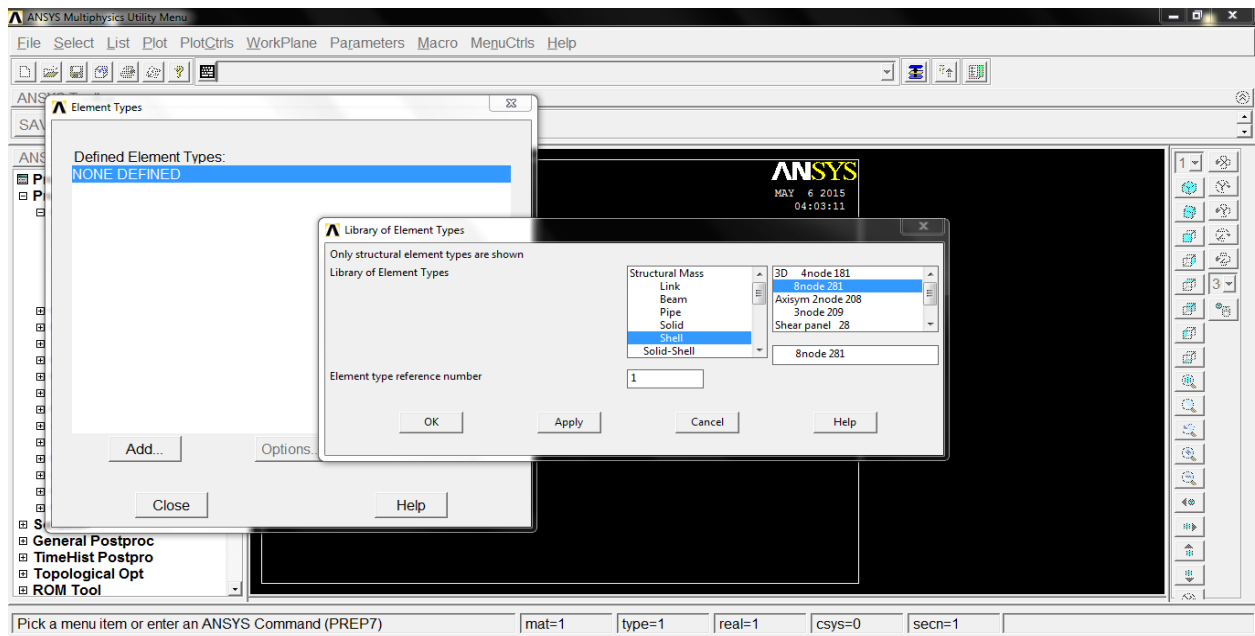 ANSYS Multiphysics Utility Menu
File Select List Plot PlotCtrls WorkPlane Parameters Macro MenuCtrls Help
Element Types
Defined Element Types:
NONE DEFINED
Add...
Options...
Close
Help
ANSYS
MAY 6 2015
04:03:11
Library of Element Types
Only structural element types are shown
Library of Element Types
Structural Mass
Link
Beam
Pipe
Solid
Shell
Solid-Shell
3D 4node 181
8node 281
Axisym 2node 208
3node 209
Shear panel 28
8node 281
Element type reference number
1
OK
Apply
Cancel
Help
1
3
General Postproc
TimeHist Postpro
Topological Opt
ROM Tool
Pick a menu item or enter an ANSYS Command (PREP7)
mat=1
type=1
real=1
csys=0
secn=1